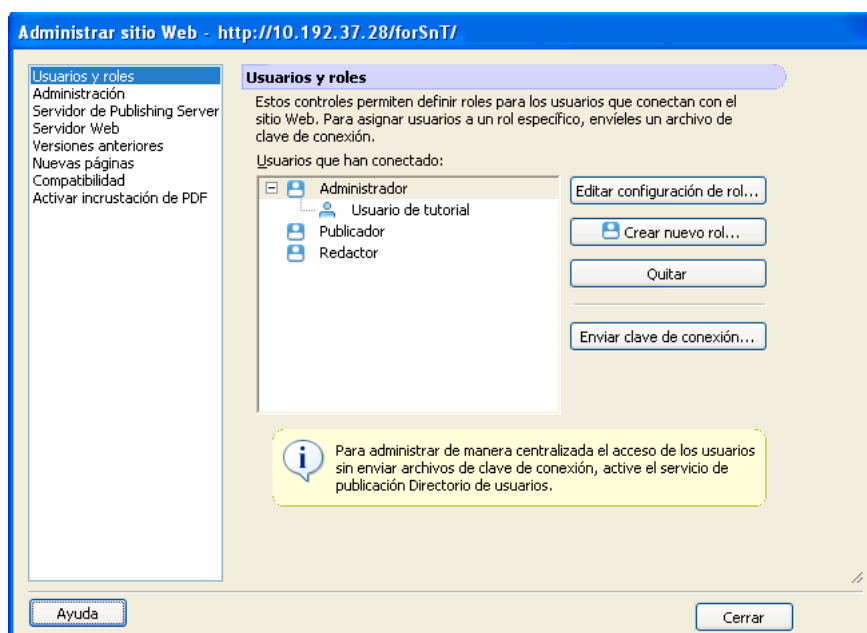 Administrar sitio Web - http://10.192.37.28/forSnT/
Usuarios y roles
Administración
Servidor de Publishing Server
Servidor Web
Versiones anteriores
Nuevas páginas
Compatibilidad
Activar incrustación de PDF
Usuarios y roles
Estos controles permiten definir roles para los usuarios que conectan con el
sitio Web. Para asignar usuarios a un rol específico, envíeles un archivo de
clave de conexión.
Usuarios que han conectado:
Administrador
Usuario de tutorial
Publicador
Redactor
Editar configuración de rol...
Crear nuevo rol...
Quitar
Enviar clave de conexión...
Para administrar de manera centralizada el acceso de los usuarios
sin enviar archivos de clave de conexión, active el servicio de
publicación Directorio de usuarios.
Ayuda
Cerrar